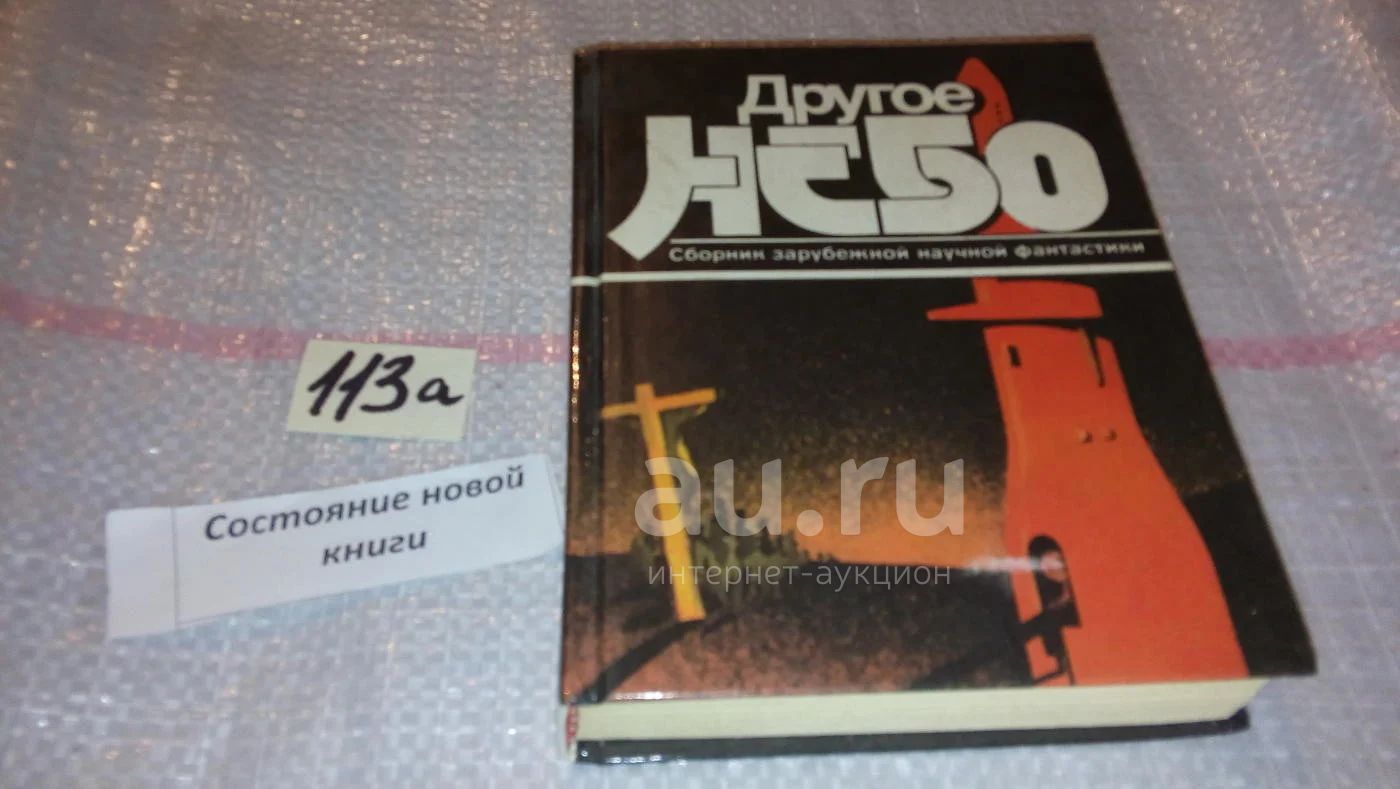 Другое
НЕБО
Сборник зарубежной научной фантастики
113а
Состояние новой
книги
au.ru
интернет-аукцион